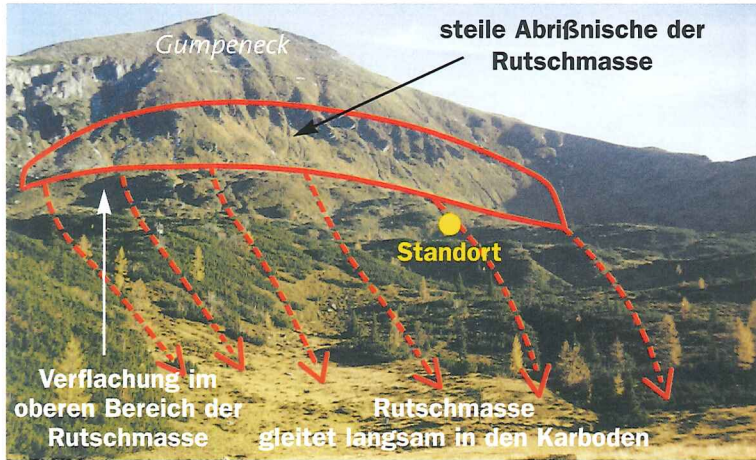 Gumpeneck
steile Abrißnische der
Rutschmasse
Standort
Verflachung im
oberen Bereich der
Rutschmasse
Rutschmasse
gleitet langsam in den Karboden